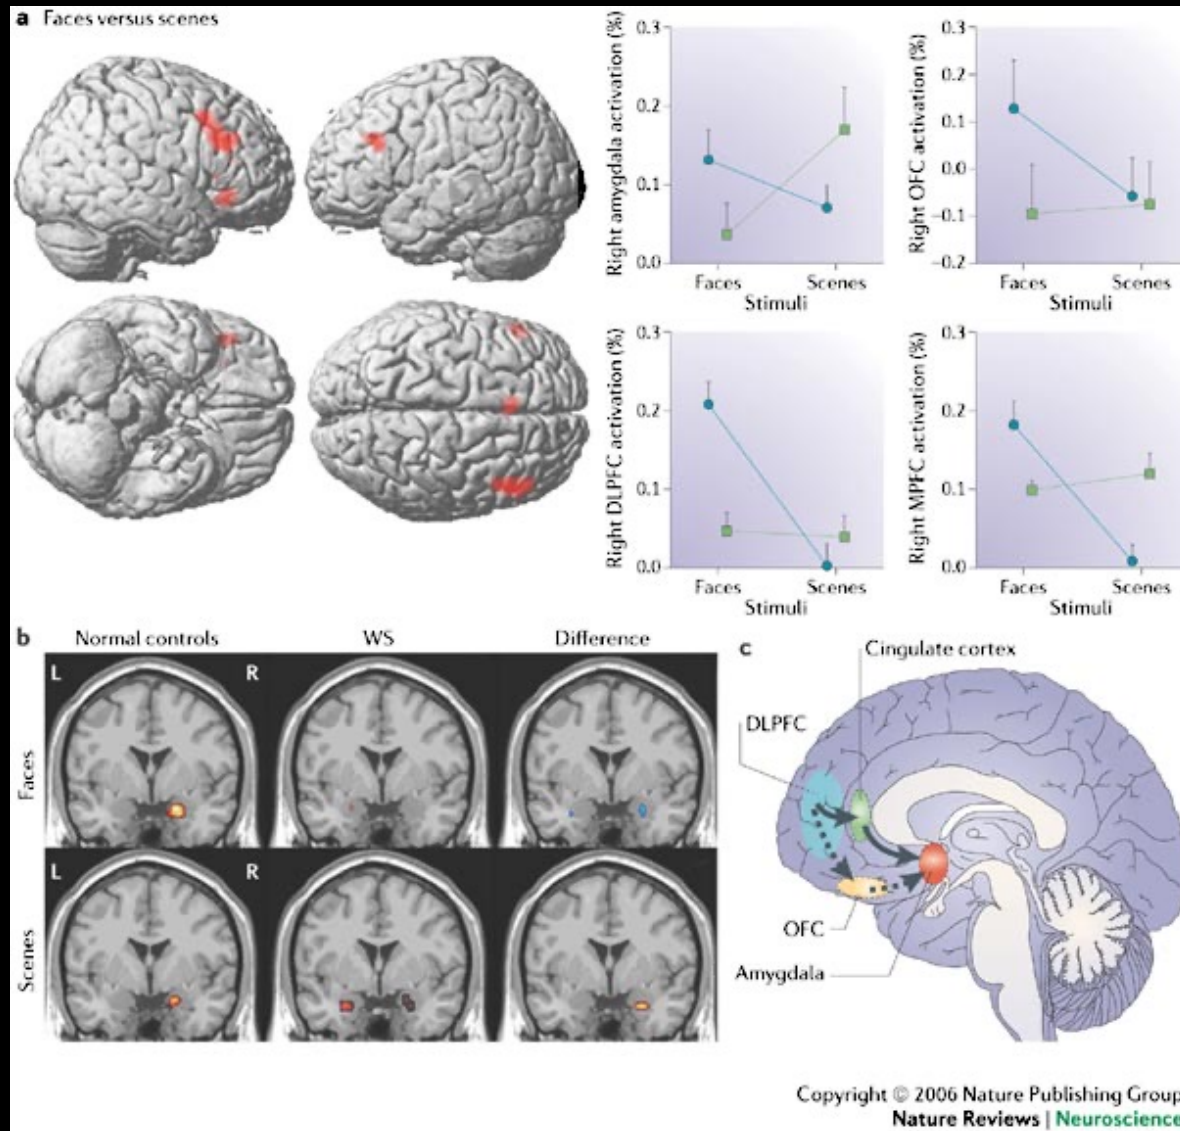 a Faces versus scenes
Right amygdala activation (%)
0.3
0.2
0.1
0.0
Faces
Scenes
Stimuli
Right OFC activation (%)
0.3
0.2
0.1
0.0
–0.1
–0.2
Faces
Scenes
Stimuli
Right DLPFC activation (%)
0.3
0.2
0.1
0.0
Faces
Scenes
Stimuli
Right MPFC activation (%)
0.3
0.2
0.1
0.0
Faces
Scenes
Stimuli
b
Normal controls
WS
Difference
Faces
L
R
Scenes
L
R
c
Cingulate cortex
DLPFC
OFC
Amygdala
Copyright © 2006 Nature Publishing Group
Nature Reviews | Neuroscience